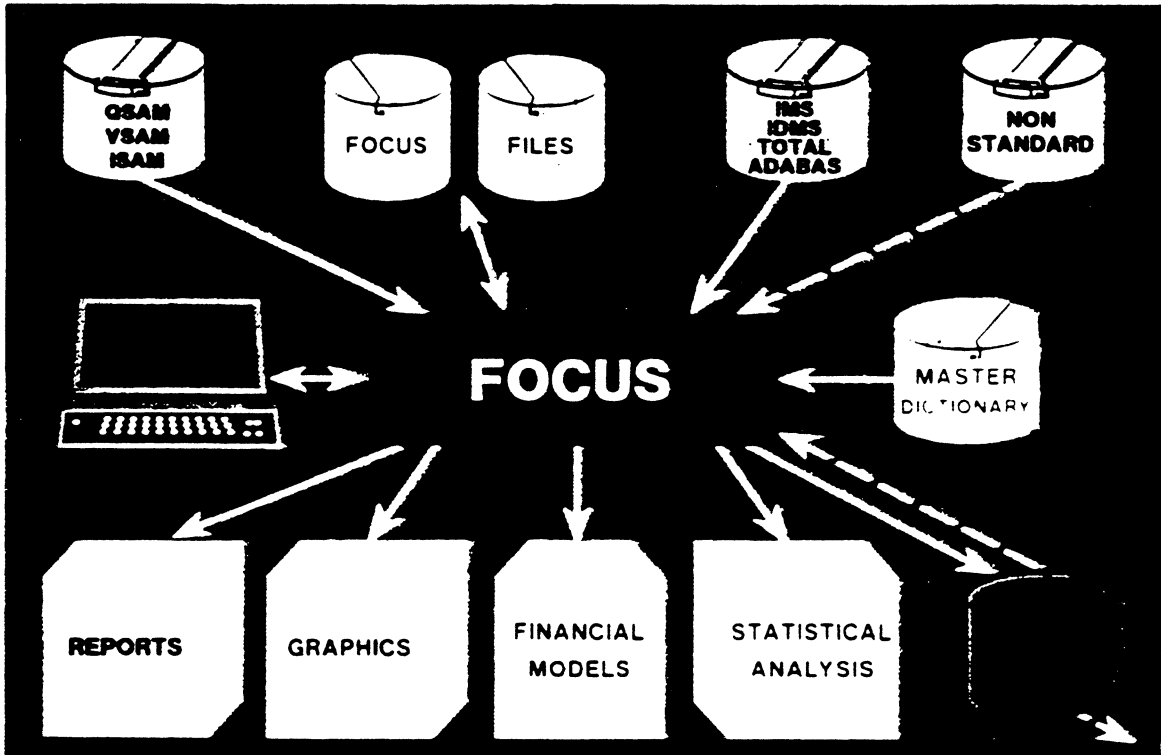 QSAM
VSAM
ISAM
FOCUS
FILES
IMS
IDMS
TOTAL
ADABAS
NON
STANDARD
FOCUS
MASTER
DICTIONARY
REPORTS
GRAPHICS
FINANCIAL
MODELS
STATISTICAL
ANALYSIS